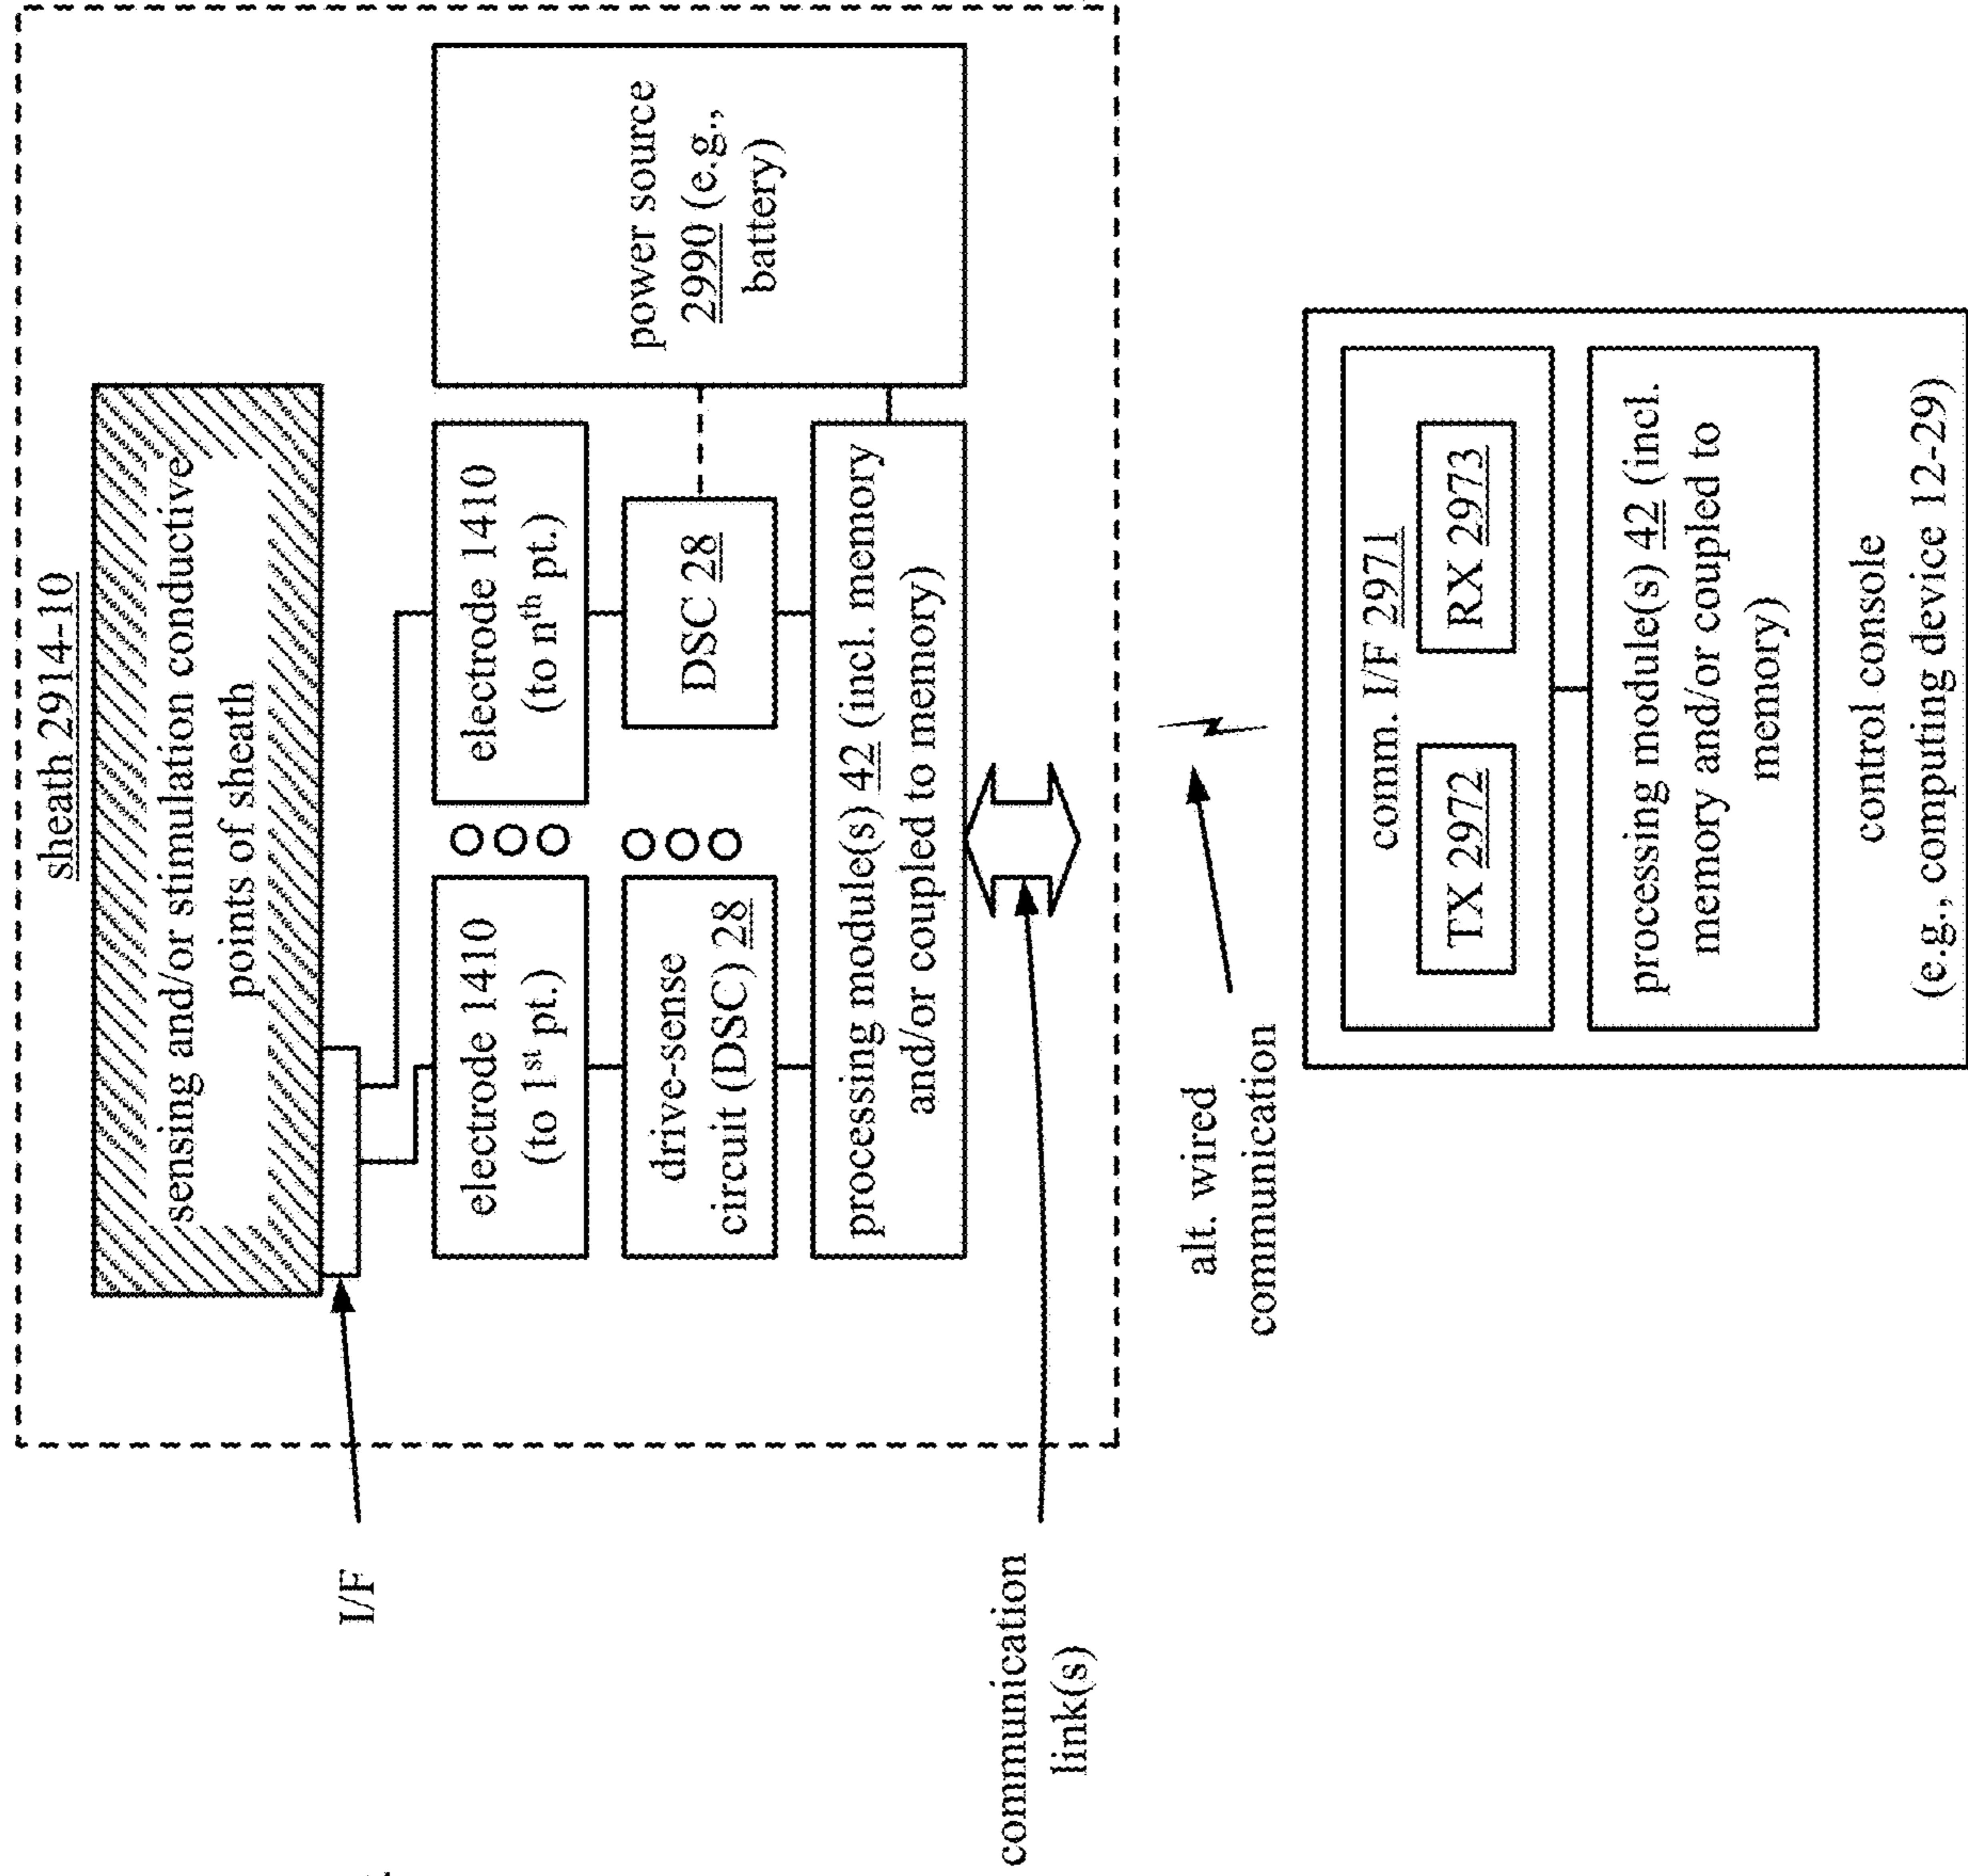 sheath 2914-10
sensing and/or stimulation conductive
points of sheath
I/F
electrode 1410
(to 1st pt.)
electrode 1410
(to nth pt.)
drive-sense
circuit (DSC) 28
DSC 28
power source
2990 (e.g.,
battery)
processing module(s) 42 (incl. memory
and/or coupled to memory)
communication
link(s)
alt. wired
communication
comm. I/F 2971
TX 2972
RX 2973
processing module(s) 42 (incl.
memory and/or coupled to
memory)
control console
(e.g., computing device 12-29)